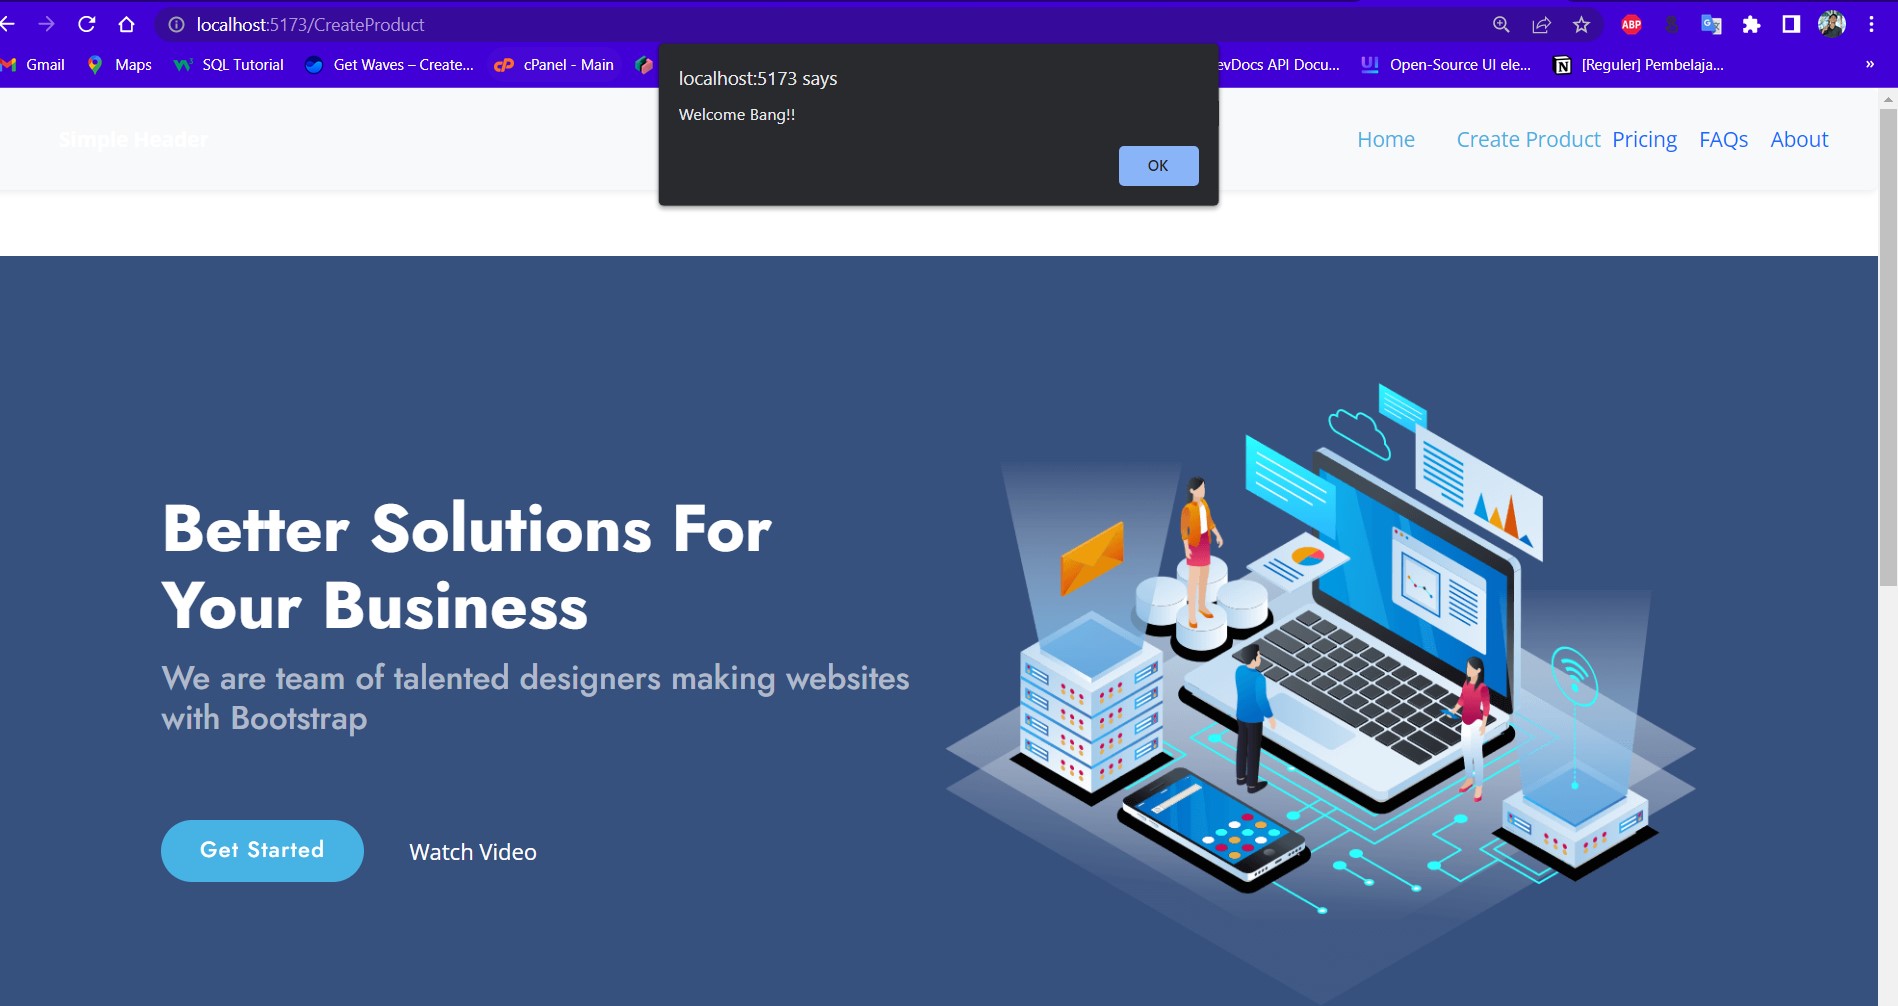 localhost:5173/CreateProduct
ABP
Gmail
Maps
SQL Tutorial
Get Waves – Create...
cPanel - Main
evDocs API Docu...
Open-Source UI ele...
[Reguler] Pembelaja...
»
localhost:5173 says
Welcome Bang!!
OK
Simple Header
Home
Create Product
Pricing
FAQs
About
Better Solutions For
Your Business
We are team of talented designers making websites
with Bootstrap
Get Started
Watch Video